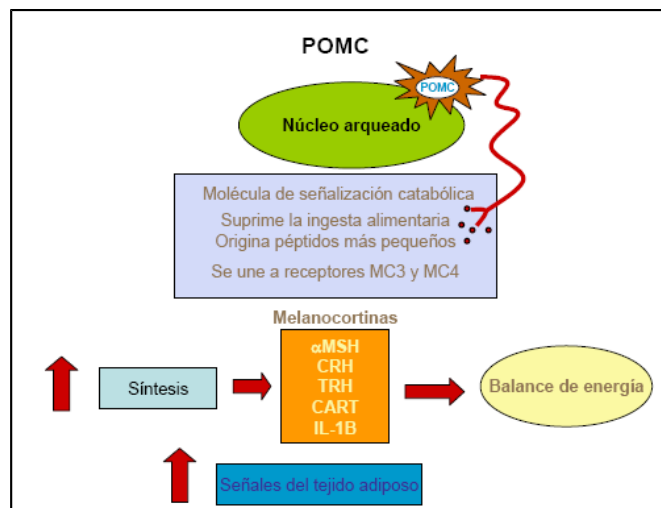 POMC
POMC
Núcleo arqueado
Molécula de señalización catabólica
Suprime la ingesta alimentaria
Origina péptidos más pequeños
Se une a receptores MC3 y MC4
Melanocortinas
αMSH
CRH
TRH
CART
IL-1B
Síntesis
Balance de energía
Señales del tejido adiposo